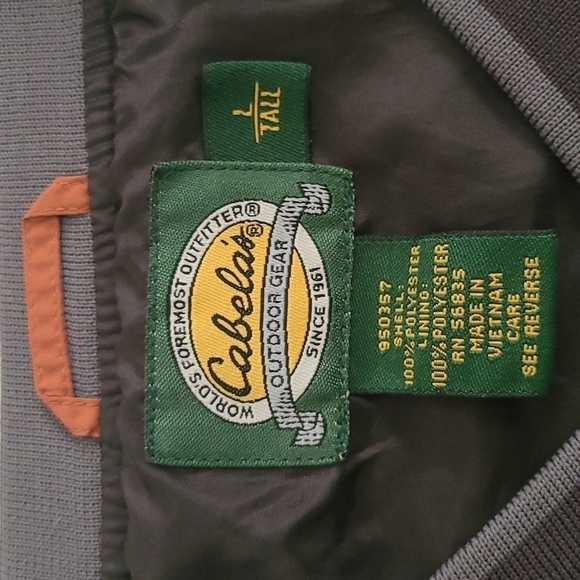 L
TALL
WORLD'S FOREMOST OUTFITTER®
Cabela's®
OUTDOOR GEAR
SINCE 1961
950367
SHELL:
100% POLYESTER
LINING:
100% POLYESTER
RN 56835
MADE IN
VIETNAM
CARE
SEE REVERSE